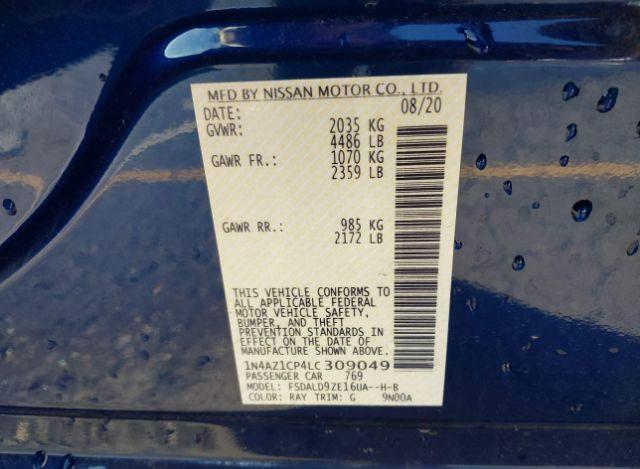 MFD BY NISSAN MOTOR CO., LTD.
DATE: 08/20
GVWR: 2035 KG
4486 LB
GAWR FR.: 1070 KG
2359 LB
GAWR RR.: 985 KG
2172 LB
THIS VEHICLE CONFORMS TO
ALL APPLICABLE FEDERAL
MOTOR VEHICLE SAFETY,
BUMPER, AND THEFT
PREVENTION STANDARDS IN
EFFECT ON THE DATE OF
MANUFACTURE SHOWN ABOVE.
1N4AZ1CP4LC 309049
PASSENGER CAR 769
MODEL: FSDALD9ZE16UA--H-B
COLOR: RAY TRIM: G 9N00A